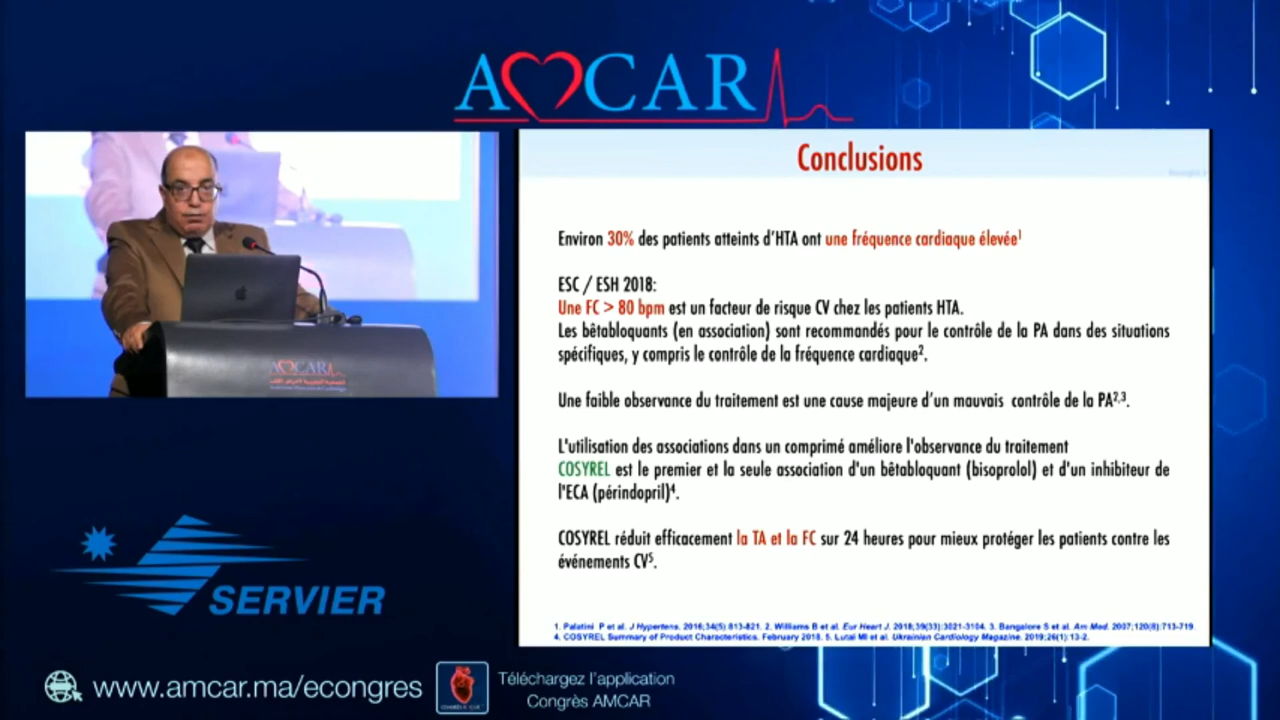 AMCAR
Conclusions
Environ 30% des patients atteints d'HTA ont une fréquence cardiaque élevée¹
ESC / ESH 2018:
Une FC > 80 bpm est un facteur de risque CV chez les patients HTA.
Les bêtabloquants (en association) sont recommandés pour le contrôle de la PA dans des situations
spécifiques, y compris le contrôle de la fréquence cardiaque².
Une faible observance du traitement est une cause majeure d'un mauvais contrôle de la PA²,³.
L'utilisation des associations dans un comprimé améliore l'observance du traitement
COSYREL est le premier et la seule association d'un bêtabloquant (bisoprolol) et d'un inhibiteur de
l'ECA (périndopril)⁴.
COSYREL réduit efficacement la TA et la FC sur 24 heures pour mieux protéger les patients contre les
événements CV⁵.
1. Palatini P et al. J Hypertens. 2016;34(5):813-821. 2. Williams B et al. Eur Heart J. 2018;39(33):3021-3104. 3. Bangalore S et al. Am Med. 2007;120(8):713-719
4. COSYREL Summary of Product Characteristics. February 2018. 5. Lutai MI et al. Ukrainian Cardiology Magazine. 2019;26(1):13-2.
AMCAR
SERVIER
www.amcar.ma/econgres
Téléchargez l'application
Congrès AMCAR